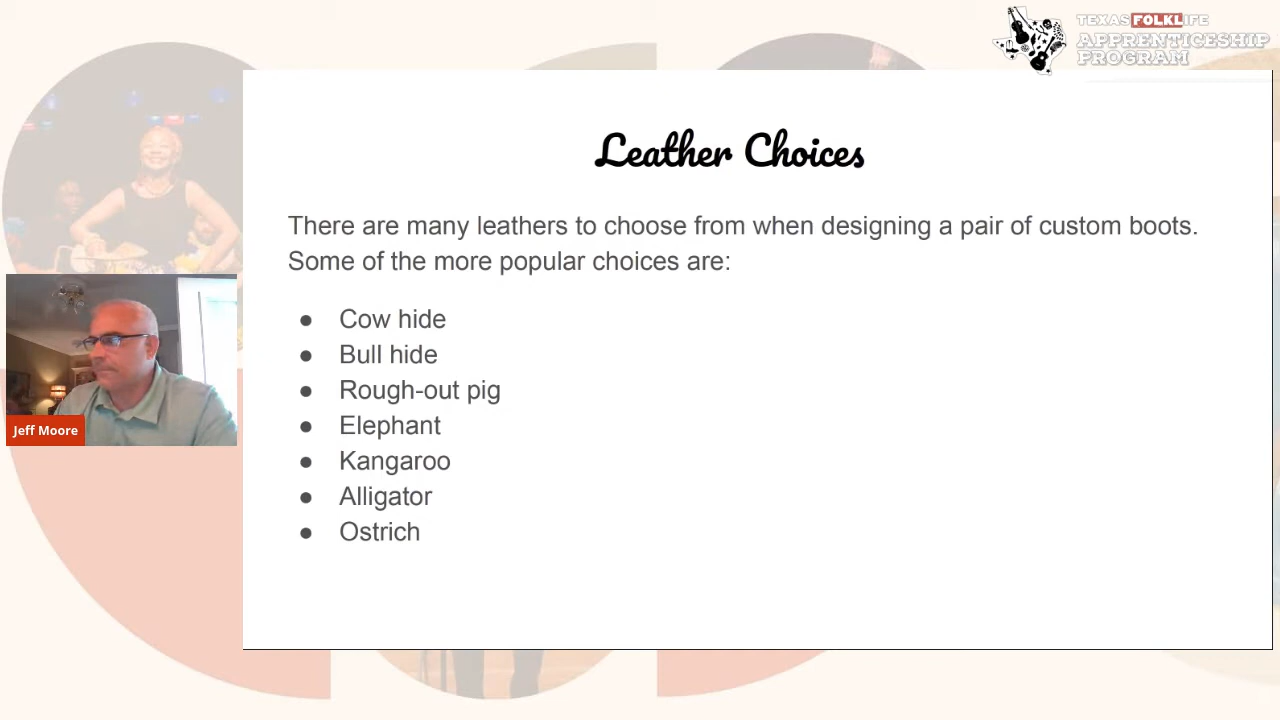 TEXAS FOLKLIFE
APPRENTICESHIP
PROGRAM
Leather Choices
There are many leathers to choose from when designing a pair of custom boots.
Some of the more popular choices are:
● Cow hide
● Bull hide
● Rough-out pig
● Elephant
● Kangaroo
● Alligator
● Ostrich
Jeff Moore